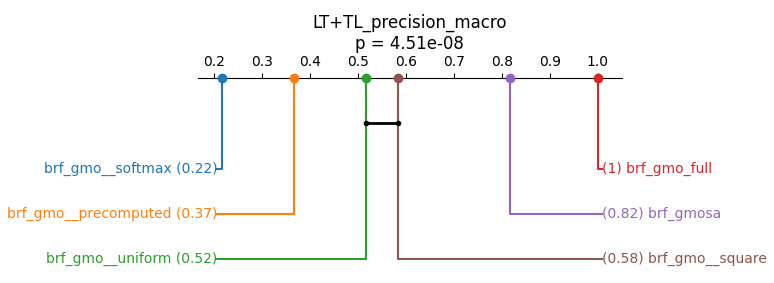 LT+TL_precision_macro
p = 4.51e-08
0.2 0.3 0.4 0.5 0.6 0.7 0.8 0.9 1.0
brf_gmo__softmax (0.22) (1) brf_gmo_full
brf_gmo__precomputed (0.37) (0.82) brf_gmosa
brf_gmo__uniform (0.52) (0.58) brf_gmo__square